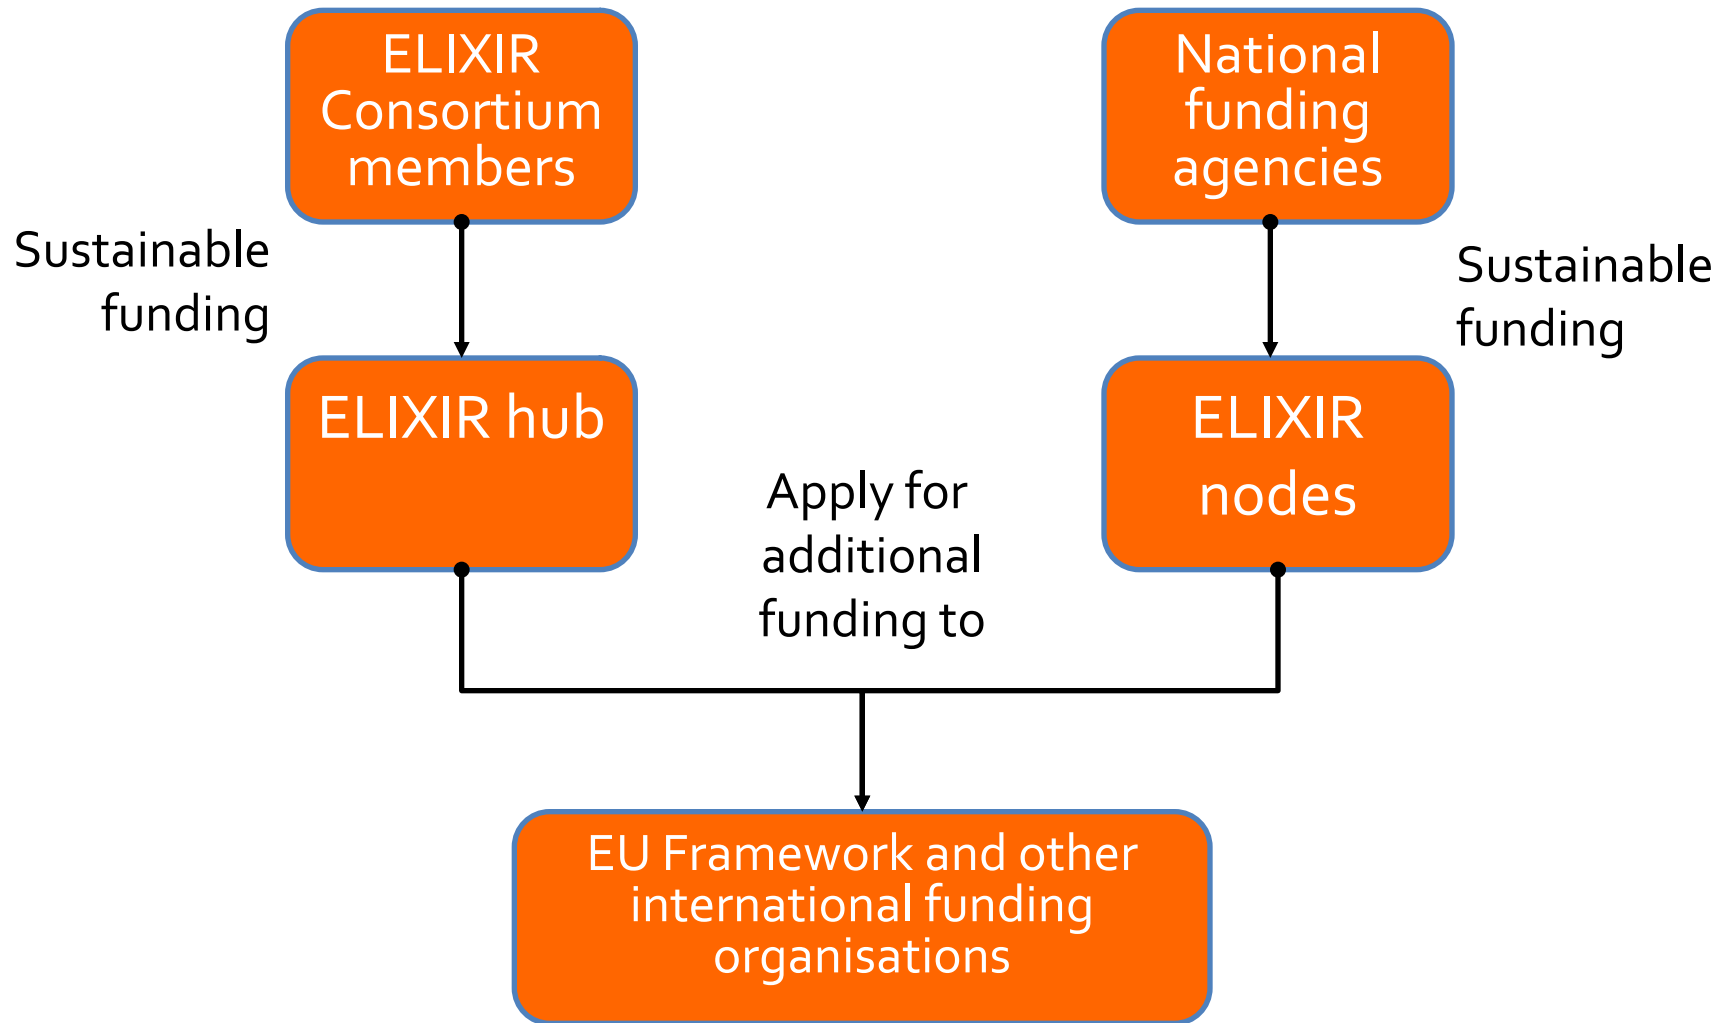 ELIXIR
Consortium
members
National
funding
agencies
Sustainable
funding
Sustainable
funding
ELIXIR hub
ELIXIR
nodes
Apply for
additional
funding to
EU Framework and other
international funding
organisations